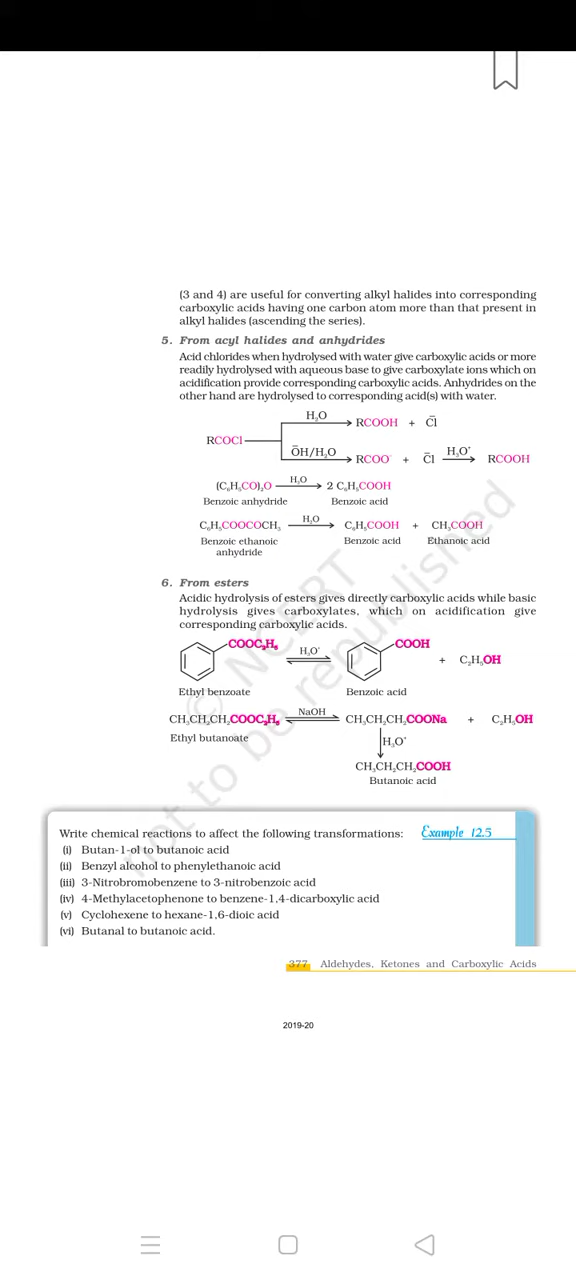 (3 and 4) are useful for converting alkyl halides into corresponding
carboxylic acids having one carbon atom more than that present in
alkyl halides (ascending the series).
5. From acyl halides and anhydrides
Acid chlorides when hydrolysed with water give carboxylic acids or more
readily hydrolysed with aqueous base to give carboxylate ions which on
acidification provide corresponding carboxylic acids. Anhydrides on the
other hand are hydrolysed to corresponding acid(s) with water.
H₂O
RCOOH + C̄l
RCOCl
ŌH/H₂O
RCOO⁻ + C̄l H₃O⁺ RCOOH
(C₆H₅CO)₂O H₂O 2 C₆H₅COOH
Benzoic anhydride Benzoic acid
C₆H₅COOCOCH₃ H₂O C₆H₅COOH + CH₃COOH
Benzoic ethanoic Benzoic acid Ethanoic acid
anhydride
6. From esters
Acidic hydrolysis of esters gives directly carboxylic acids while basic
hydrolysis gives carboxylates, which on acidification give
corresponding carboxylic acids.
COOC₂H₅ H₃O⁺ COOH
+ C₂H₅OH
Ethyl benzoate Benzoic acid
CH₃CH₂CH₂COOC₂H₅ NaOH CH₃CH₂CH₂COONa + C₂H₅OH
Ethyl butanoate H₃O⁺
CH₃CH₂CH₂COOH
Butanoic acid
© NCERT
not to be republished
Write chemical reactions to affect the following transformations: Example 12.5
(i) Butan-1-ol to butanoic acid
(ii) Benzyl alcohol to phenylethanoic acid
(iii) 3-Nitrobromobenzene to 3-nitrobenzoic acid
(iv) 4-Methylacetophenone to benzene-1,4-dicarboxylic acid
(v) Cyclohexene to hexane-1,6-dioic acid
(vi) Butanal to butanoic acid.
377 Aldehydes, Ketones and Carboxylic Acids
2019-20